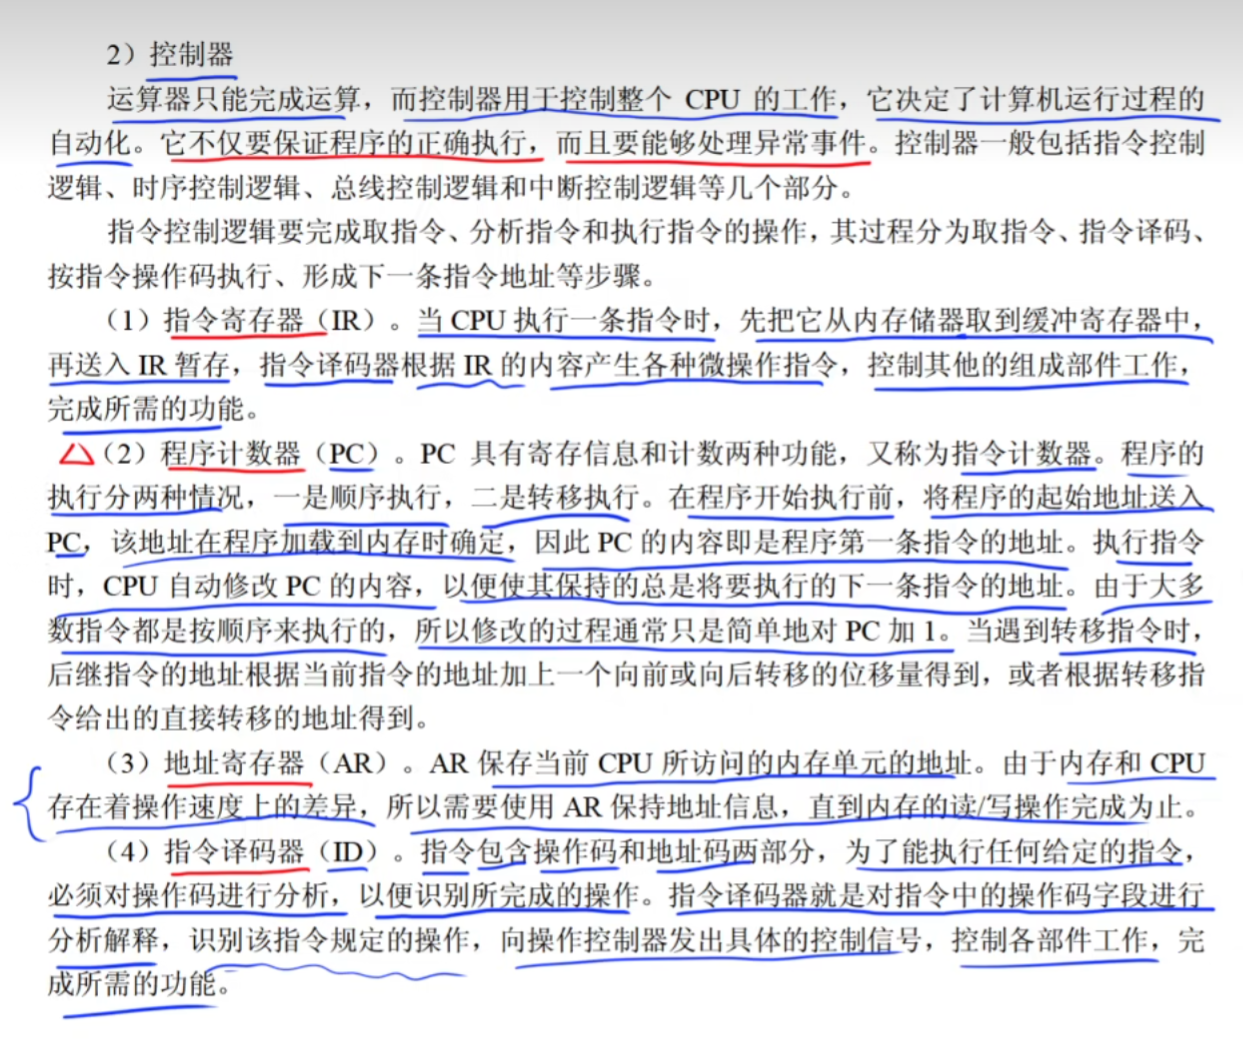 2）控制器
运算器只能完成运算，而控制器用于控制整个 CPU 的工作，它决定了计算机运行过程的
自动化。它不仅要保证程序的正确执行，而且要能够处理异常事件。控制器一般包括指令控制
逻辑、时序控制逻辑、总线控制逻辑和中断控制逻辑等几个部分。
指令控制逻辑要完成取指令、分析指令和执行指令的操作，其过程分为取指令、指令译码、
按指令操作码执行、形成下一条指令地址等步骤。
（1）指令寄存器（IR）。当 CPU 执行一条指令时，先把它从内存储器取到缓冲寄存器中，
再送入 IR 暂存，指令译码器根据 IR 的内容产生各种微操作指令，控制其他的组成部件工作，
完成所需的功能。
（2）程序计数器（PC）。PC 具有寄存信息和计数两种功能，又称为指令计数器。程序的
执行分两种情况，一是顺序执行，二是转移执行。在程序开始执行前，将程序的起始地址送入
PC，该地址在程序加载到内存时确定，因此 PC 的内容即是程序第一条指令的地址。执行指令
时，CPU 自动修改 PC 的内容，以便使其保持的总是将要执行的下一条指令的地址。由于大多
数指令都是按顺序来执行的，所以修改的过程通常只是简单地对 PC 加 1。当遇到转移指令时，
后继指令的地址根据当前指令的地址加上一个向前或向后转移的位移量得到，或者根据转移指
令给出的直接转移的地址得到。
（3）地址寄存器（AR）。AR 保存当前 CPU 所访问的内存单元的地址。由于内存和 CPU
存在着操作速度上的差异，所以需要使用 AR 保持地址信息，直到内存的读/写操作完成为止。
（4）指令译码器（ID）。指令包含操作码和地址码两部分，为了能执行任何给定的指令，
必须对操作码进行分析，以便识别所完成的操作。指令译码器就是对指令中的操作码字段进行
分析解释，识别该指令规定的操作，向操作控制器发出具体的控制信号，控制各部件工作，完
成所需的功能。